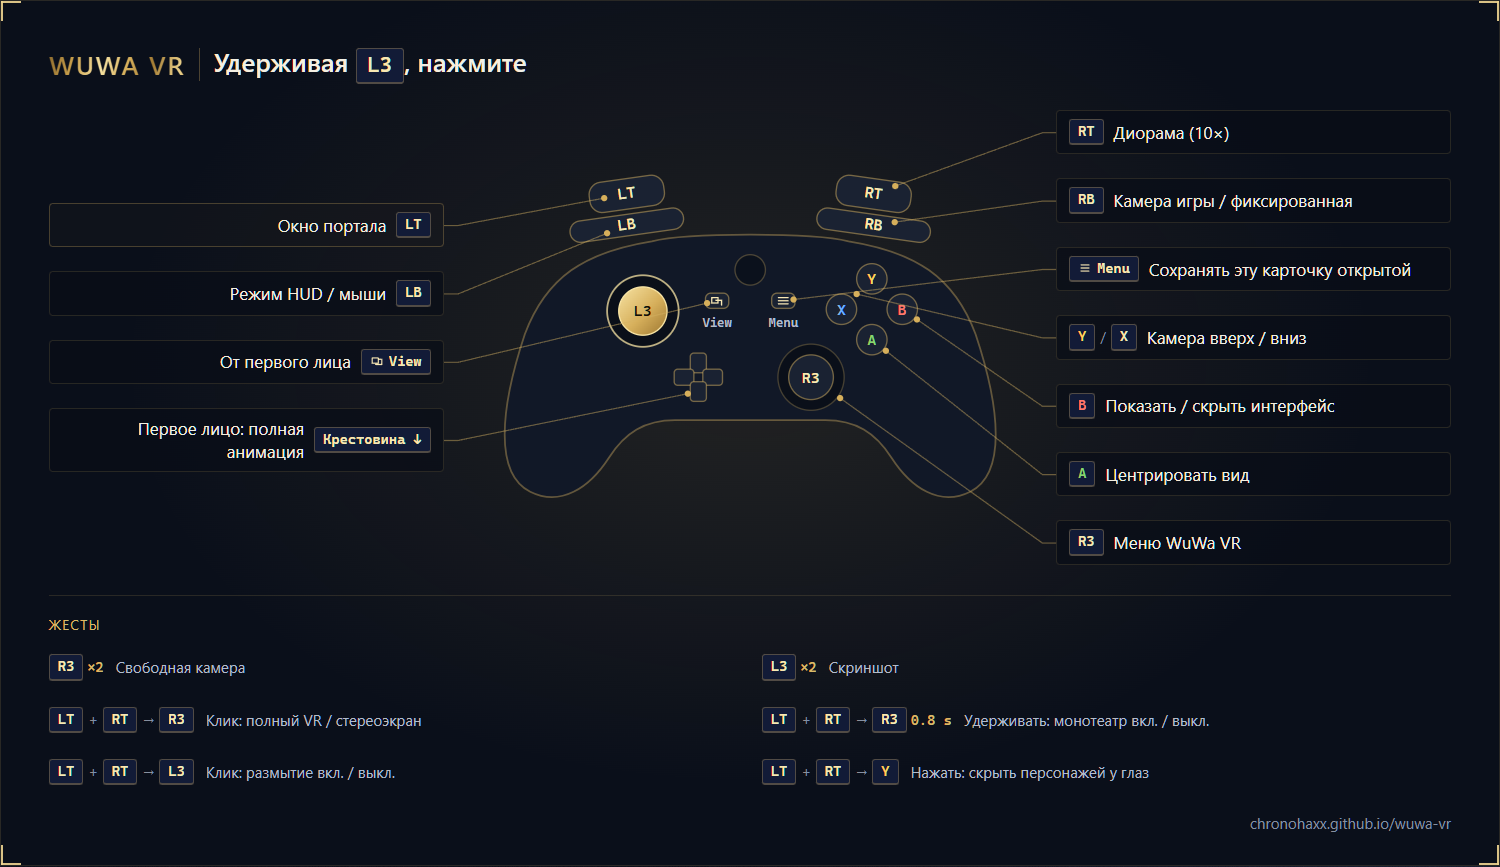 WUWA VR
Удерживая L3, нажмите
Окно портала LT
Режим HUD / мыши LB
От первого лица View
Первое лицо: полная
анимация
Крестовина ↓
LT
LB
RT
RB
L3
View
Menu
Y
X
B
A
R3
RT Диорама (10×)
RB Камера игры / фиксированная
≡ Menu Сохранять эту карточку открытой
Y / X Камера вверх / вниз
B Показать / скрыть интерфейс
A Центрировать вид
R3 Меню WuWa VR
ЖЕСТЫ
R3 ×2 Свободная камера
L3 ×2 Скриншот
LT + RT → R3 Клик: полный VR / стереоэкран
LT + RT → R3 0.8 s Удерживать: монотеатр вкл. / выкл.
LT + RT → L3 Клик: размытие вкл. / выкл.
LT + RT → Y Нажать: скрыть персонажей у глаз
chronohaxx.github.io/wuwa-vr